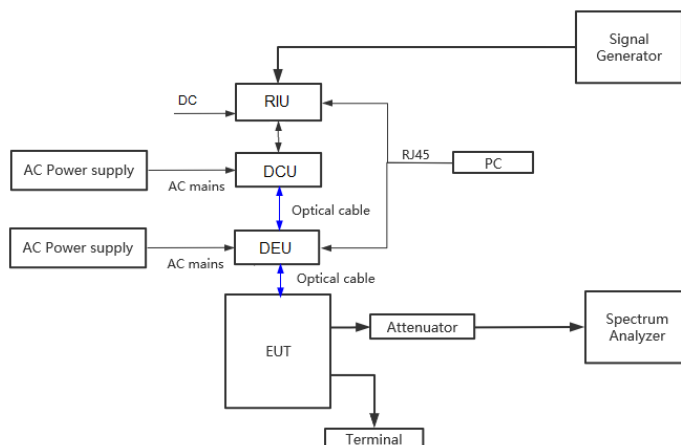 Signal
Generator
DC
RIU
RJ45
PC
AC Power supply
AC mains
DCU
Optical cable
AC Power supply
AC mains
DEU
Optical cable
EUT
Attenuator
Spectrum
Analyzer
Terminal